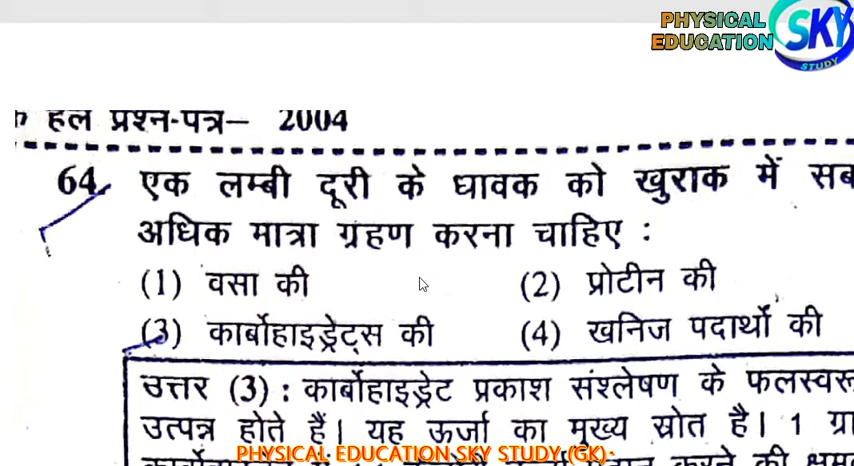 PHYSICAL
EDUCATION
SKY
STUDY
हल प्रश्न-पत्र– 2004
64. एक लम्बी दूरी के धावक को खुराक में सब
अधिक मात्रा ग्रहण करना चाहिए :
(1) वसा की (2) प्रोटीन की
(3) कार्बोहाइड्रेट्स की (4) खनिज पदार्थों की
उत्तर (3) : कार्बोहाइड्रेट प्रकाश संश्लेषण के
उत्पन्न होते हैं। यह ऊर्जा का मुख्य स्रोत है। 1
PHYSICAL EDUCATION SKY STUDY (GK)
करने की